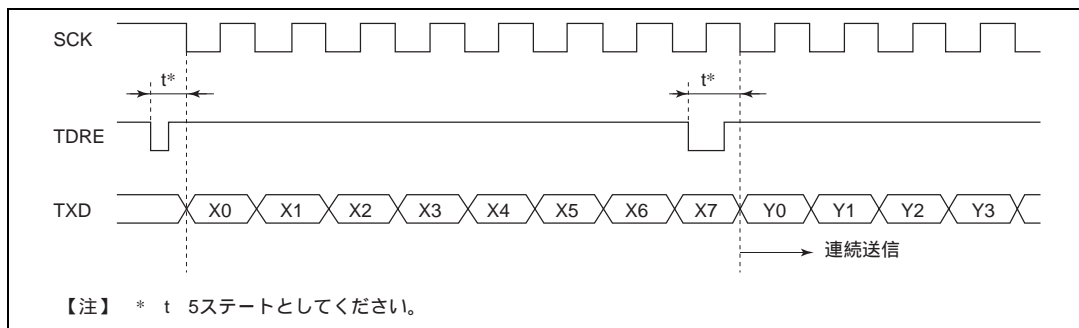 SCK
t* t*
TDRE
TXD X0 X1 X2 X3 X4 X5 X6 X7 Y0 Y1 Y2 Y3
連続送信
【注】 * t 5ステートとしてください。